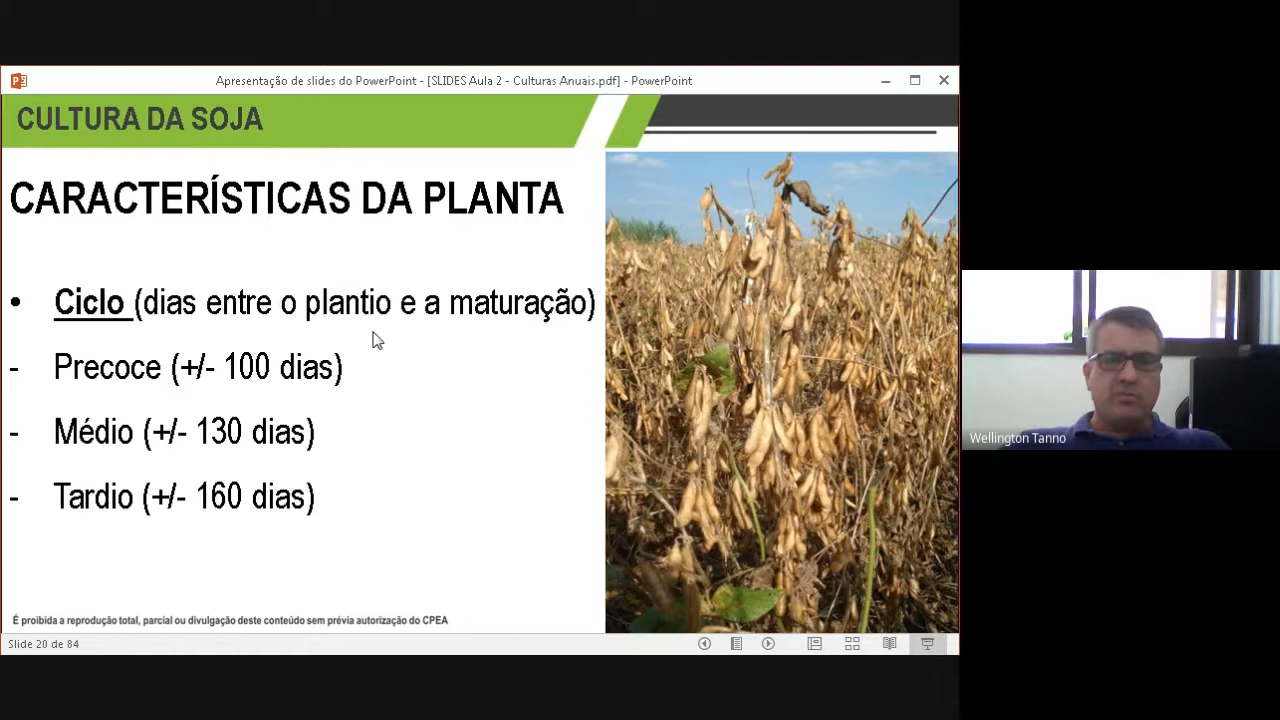 Apresentação de slides do PowerPoint - [SLIDES Aula 2 - Culturas Anuais.pdf] - PowerPoint
CULTURA DA SOJA
CARACTERÍSTICAS DA PLANTA
• Ciclo (dias entre o plantio e a maturação)
- Precoce (+/- 100 dias)
- Médio (+/- 130 dias)
- Tardio (+/- 160 dias)
É proibida a reprodução total, parcial ou divulgação deste conteúdo sem prévia autorização do CPEA
Slide 20 de 84
Wellington Tanno